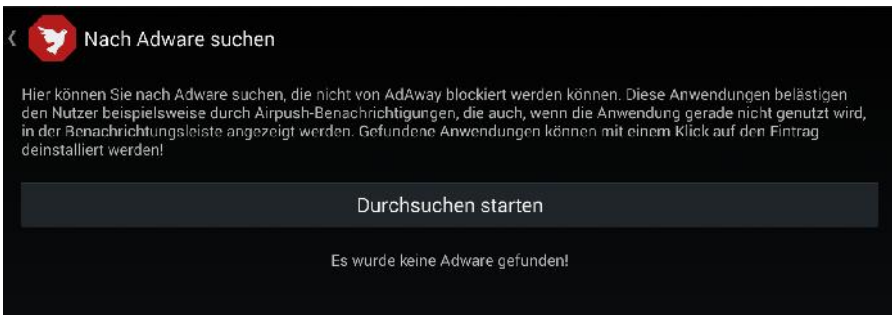 Nach Adware suchen
Hier können Sie nach Adware suchen, die nicht von AdAway blockiert werden können. Diese Anwendungen belästigen
den Nutzer beispielsweise durch Airpush-Benachrichtigungen, die auch, wenn die Anwendung gerade nicht genutzt wird,
in der Benachrichtungsleiste angezeigt werden. Gefundene Anwendungen können mit einem Klick auf den Eintrag
deinstalliert werden!
Durchsuchen starten
Es wurde keine Adware gefunden!